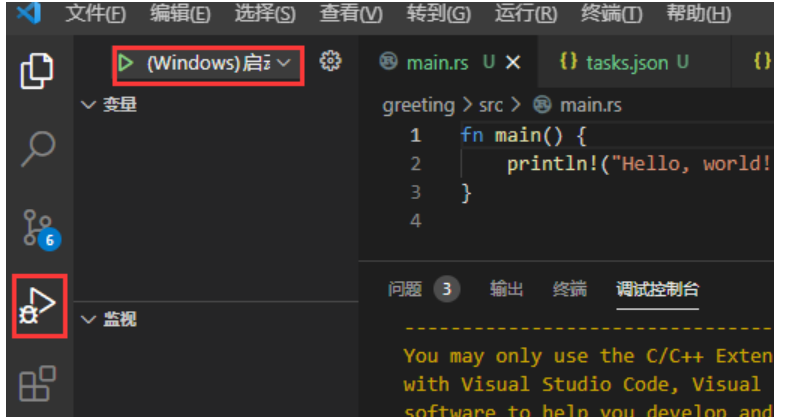 文件(F) 编辑(E) 选择(S) 查看(V) 转到(G) 运行(R) 终端(T) 帮助(H)
(Windows) 启
main.rs U tasks.json U {}
变量
greeting > src > main.rs
1 fn main() {
2 println!("Hello, world!
3 }
4
6
问题 3 输出 终端 调试控制台
监视
You may only use the C/C++ Exten
with Visual Studio Code, Visual
software to help you develop and